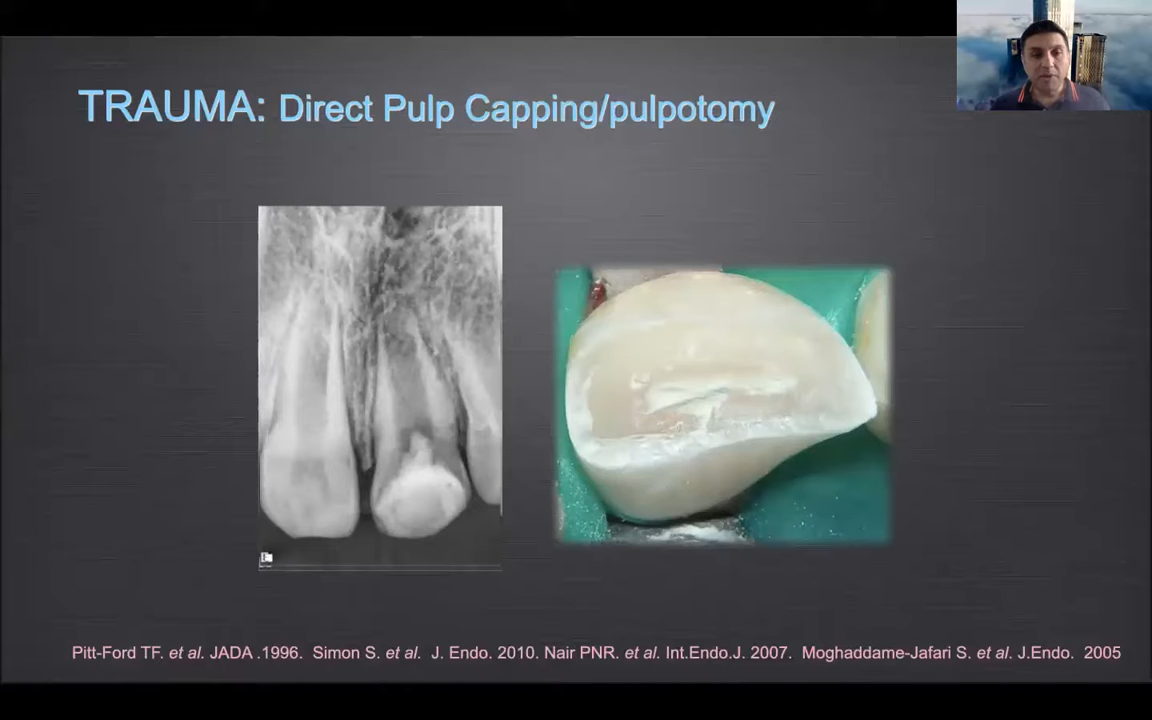 TRAUMA: Direct Pulp Capping/pulpotomy
Pitt-Ford TF. et al. JADA .1996.  Simon S. et al.  J. Endo. 2010. Nair PNR. et al. Int.Endo.J. 2007.  Moghaddame-Jafari S. et al. J.Endo.  2005